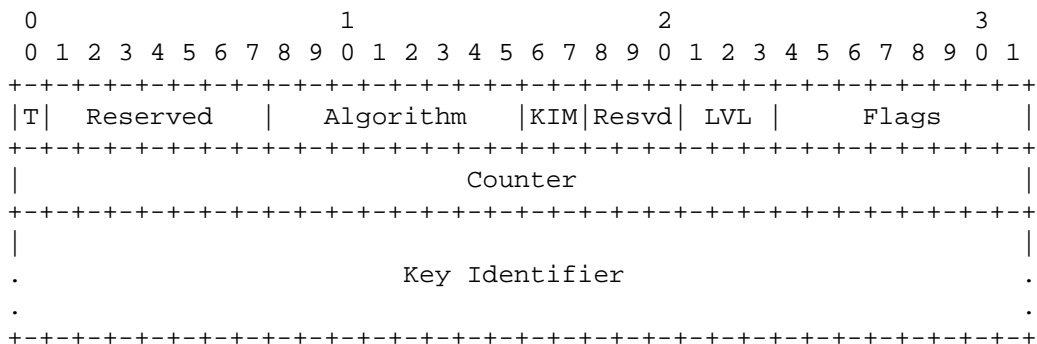 0                   1                   2                   3
 0 1 2 3 4 5 6 7 8 9 0 1 2 3 4 5 6 7 8 9 0 1 2 3 4 5 6 7 8 9 0 1
+-+-+-+-+-+-+-+-+-+-+-+-+-+-+-+-+-+-+-+-+-+-+-+-+-+-+-+-+-+-+-+-+
|T|  Reserved   |   Algorithm   |KIM|Resvd| LVL |     Flags     |
+-+-+-+-+-+-+-+-+-+-+-+-+-+-+-+-+-+-+-+-+-+-+-+-+-+-+-+-+-+-+-+-+
|                            Counter                            |
+-+-+-+-+-+-+-+-+-+-+-+-+-+-+-+-+-+-+-+-+-+-+-+-+-+-+-+-+-+-+-+-+
|                                                               |
.                        Key Identifier                         .
.                                                               .
+-+-+-+-+-+-+-+-+-+-+-+-+-+-+-+-+-+-+-+-+-+-+-+-+-+-+-+-+-+-+-+-+